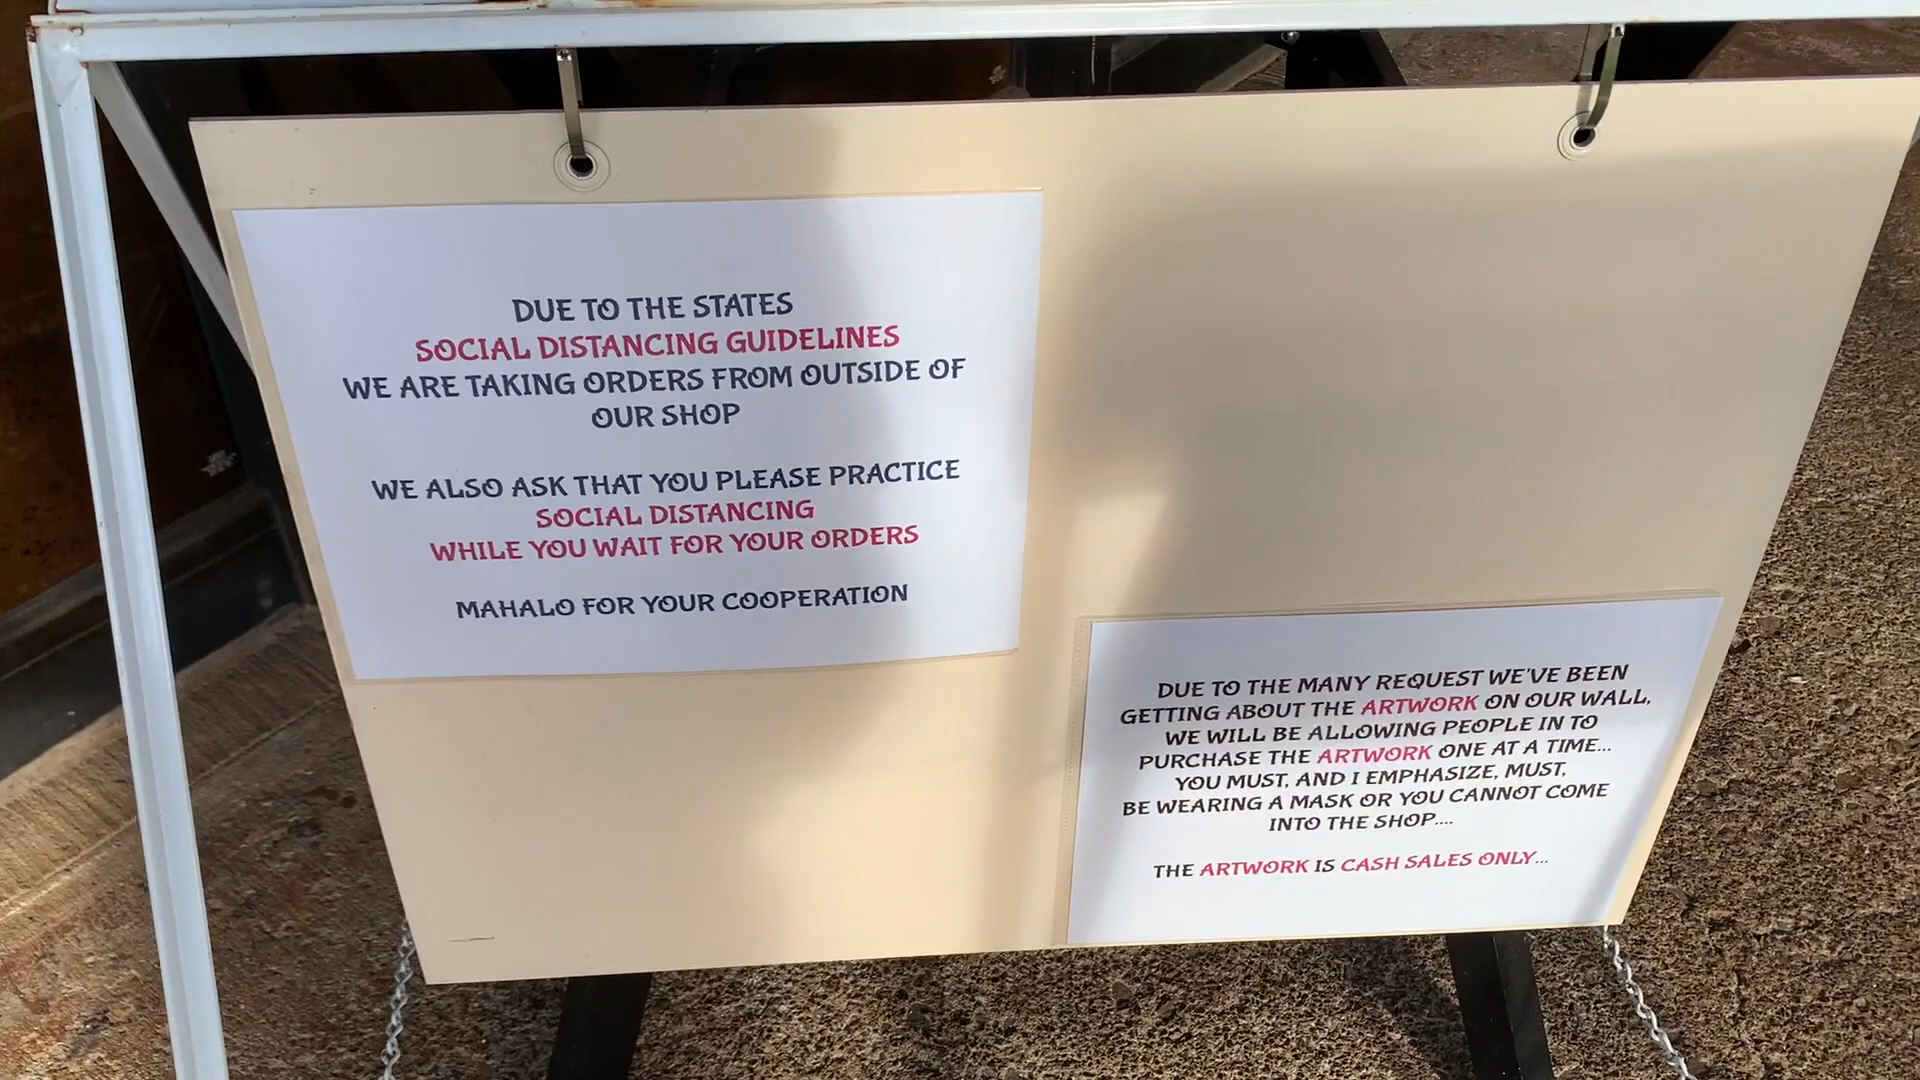 DUE TO THE STATES
SOCIAL DISTANCING GUIDELINES
WE ARE TAKING ORDERS FROM OUTSIDE OF
OUR SHOP
WE ALSO ASK THAT YOU PLEASE PRACTICE
SOCIAL DISTANCING
WHILE YOU WAIT FOR YOUR ORDERS
MAHALO FOR YOUR COOPERATION
DUE TO THE MANY REQUEST WE'VE BEEN
GETTING ABOUT THE ARTWORK ON OUR WALL,
WE WILL BE ALLOWING PEOPLE IN TO
PURCHASE THE ARTWORK ONE AT A TIME...
YOU MUST, AND I EMPHASIZE, MUST,
BE WEARING A MASK OR YOU CANNOT COME
INTO THE SHOP....
THE ARTWORK IS CASH SALES ONLY...